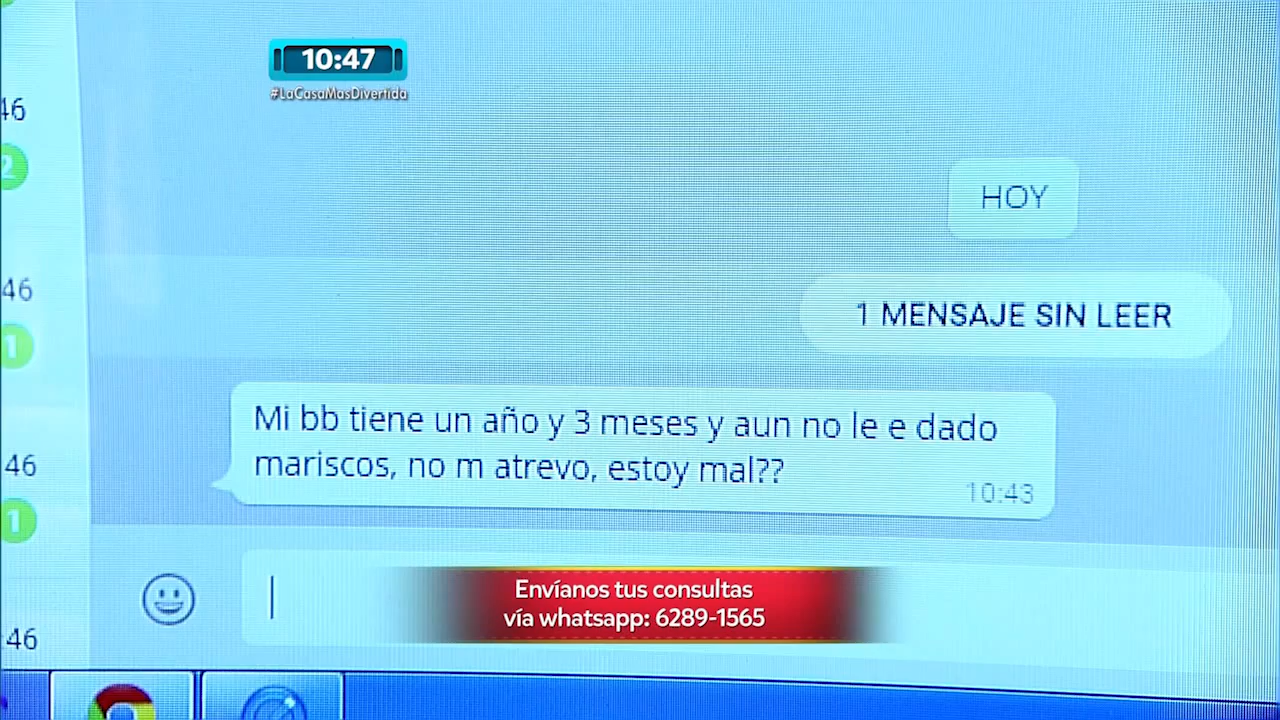 10:47
#LaCasaMasDivertida
46
2
HOY
46
1 MENSAJE SIN LEER
1
Mi bb tiene un año y 3 meses y aun no le e dado
mariscos, no m atrevo, estoy mal??
46
10:43
1
Envíanos tus consultas
vía whatsapp: 6289-1565
:46